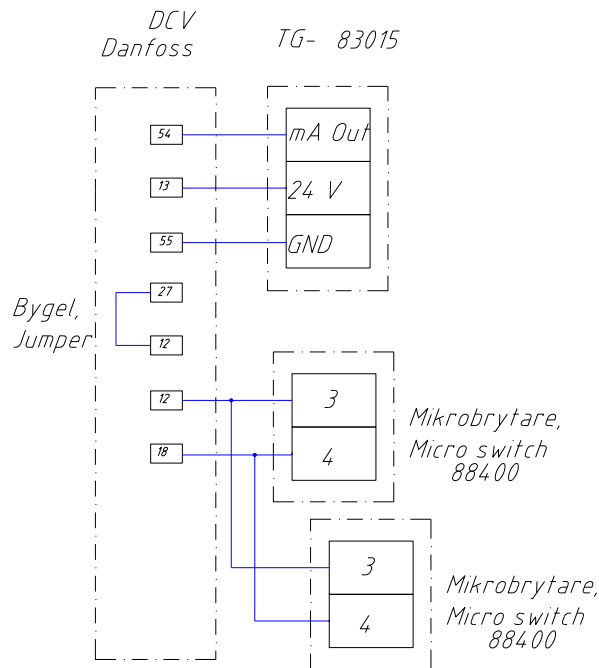 DCV
Danfoss
TG- 83015
54
mA Out
13
24 V
55
GND
27
Bygel,
Jumper
12
12
3
18
4
Mikrobrytare,
Micro switch
88400
3
4
Mikrobrytare,
Micro switch
88400